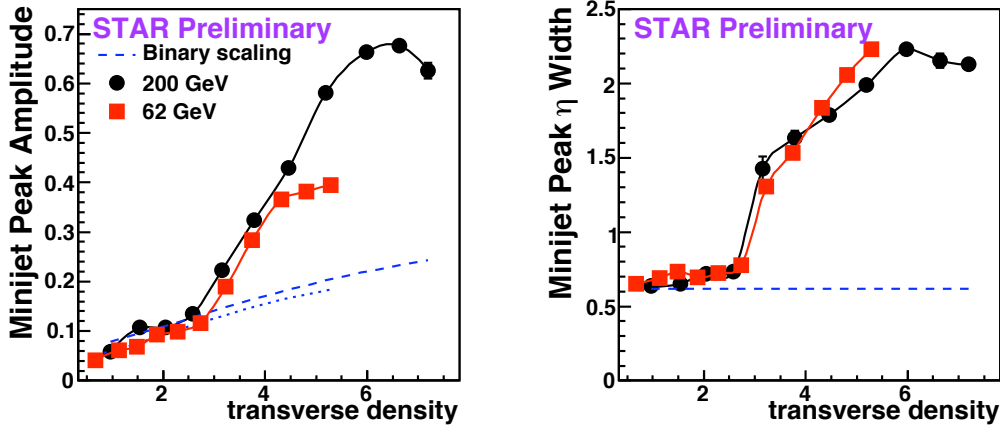 STAR Preliminary
Binary scaling
200 GeV
62 GeV
Minijet Peak Amplitude
0.7
0.6
0.5
0.4
0.3
0.2
0.1
0
2
4
6
transverse density
STAR Preliminary
Minijet Peak η Width
2.5
2
1.5
1
0.5
0
2
4
6
transverse density